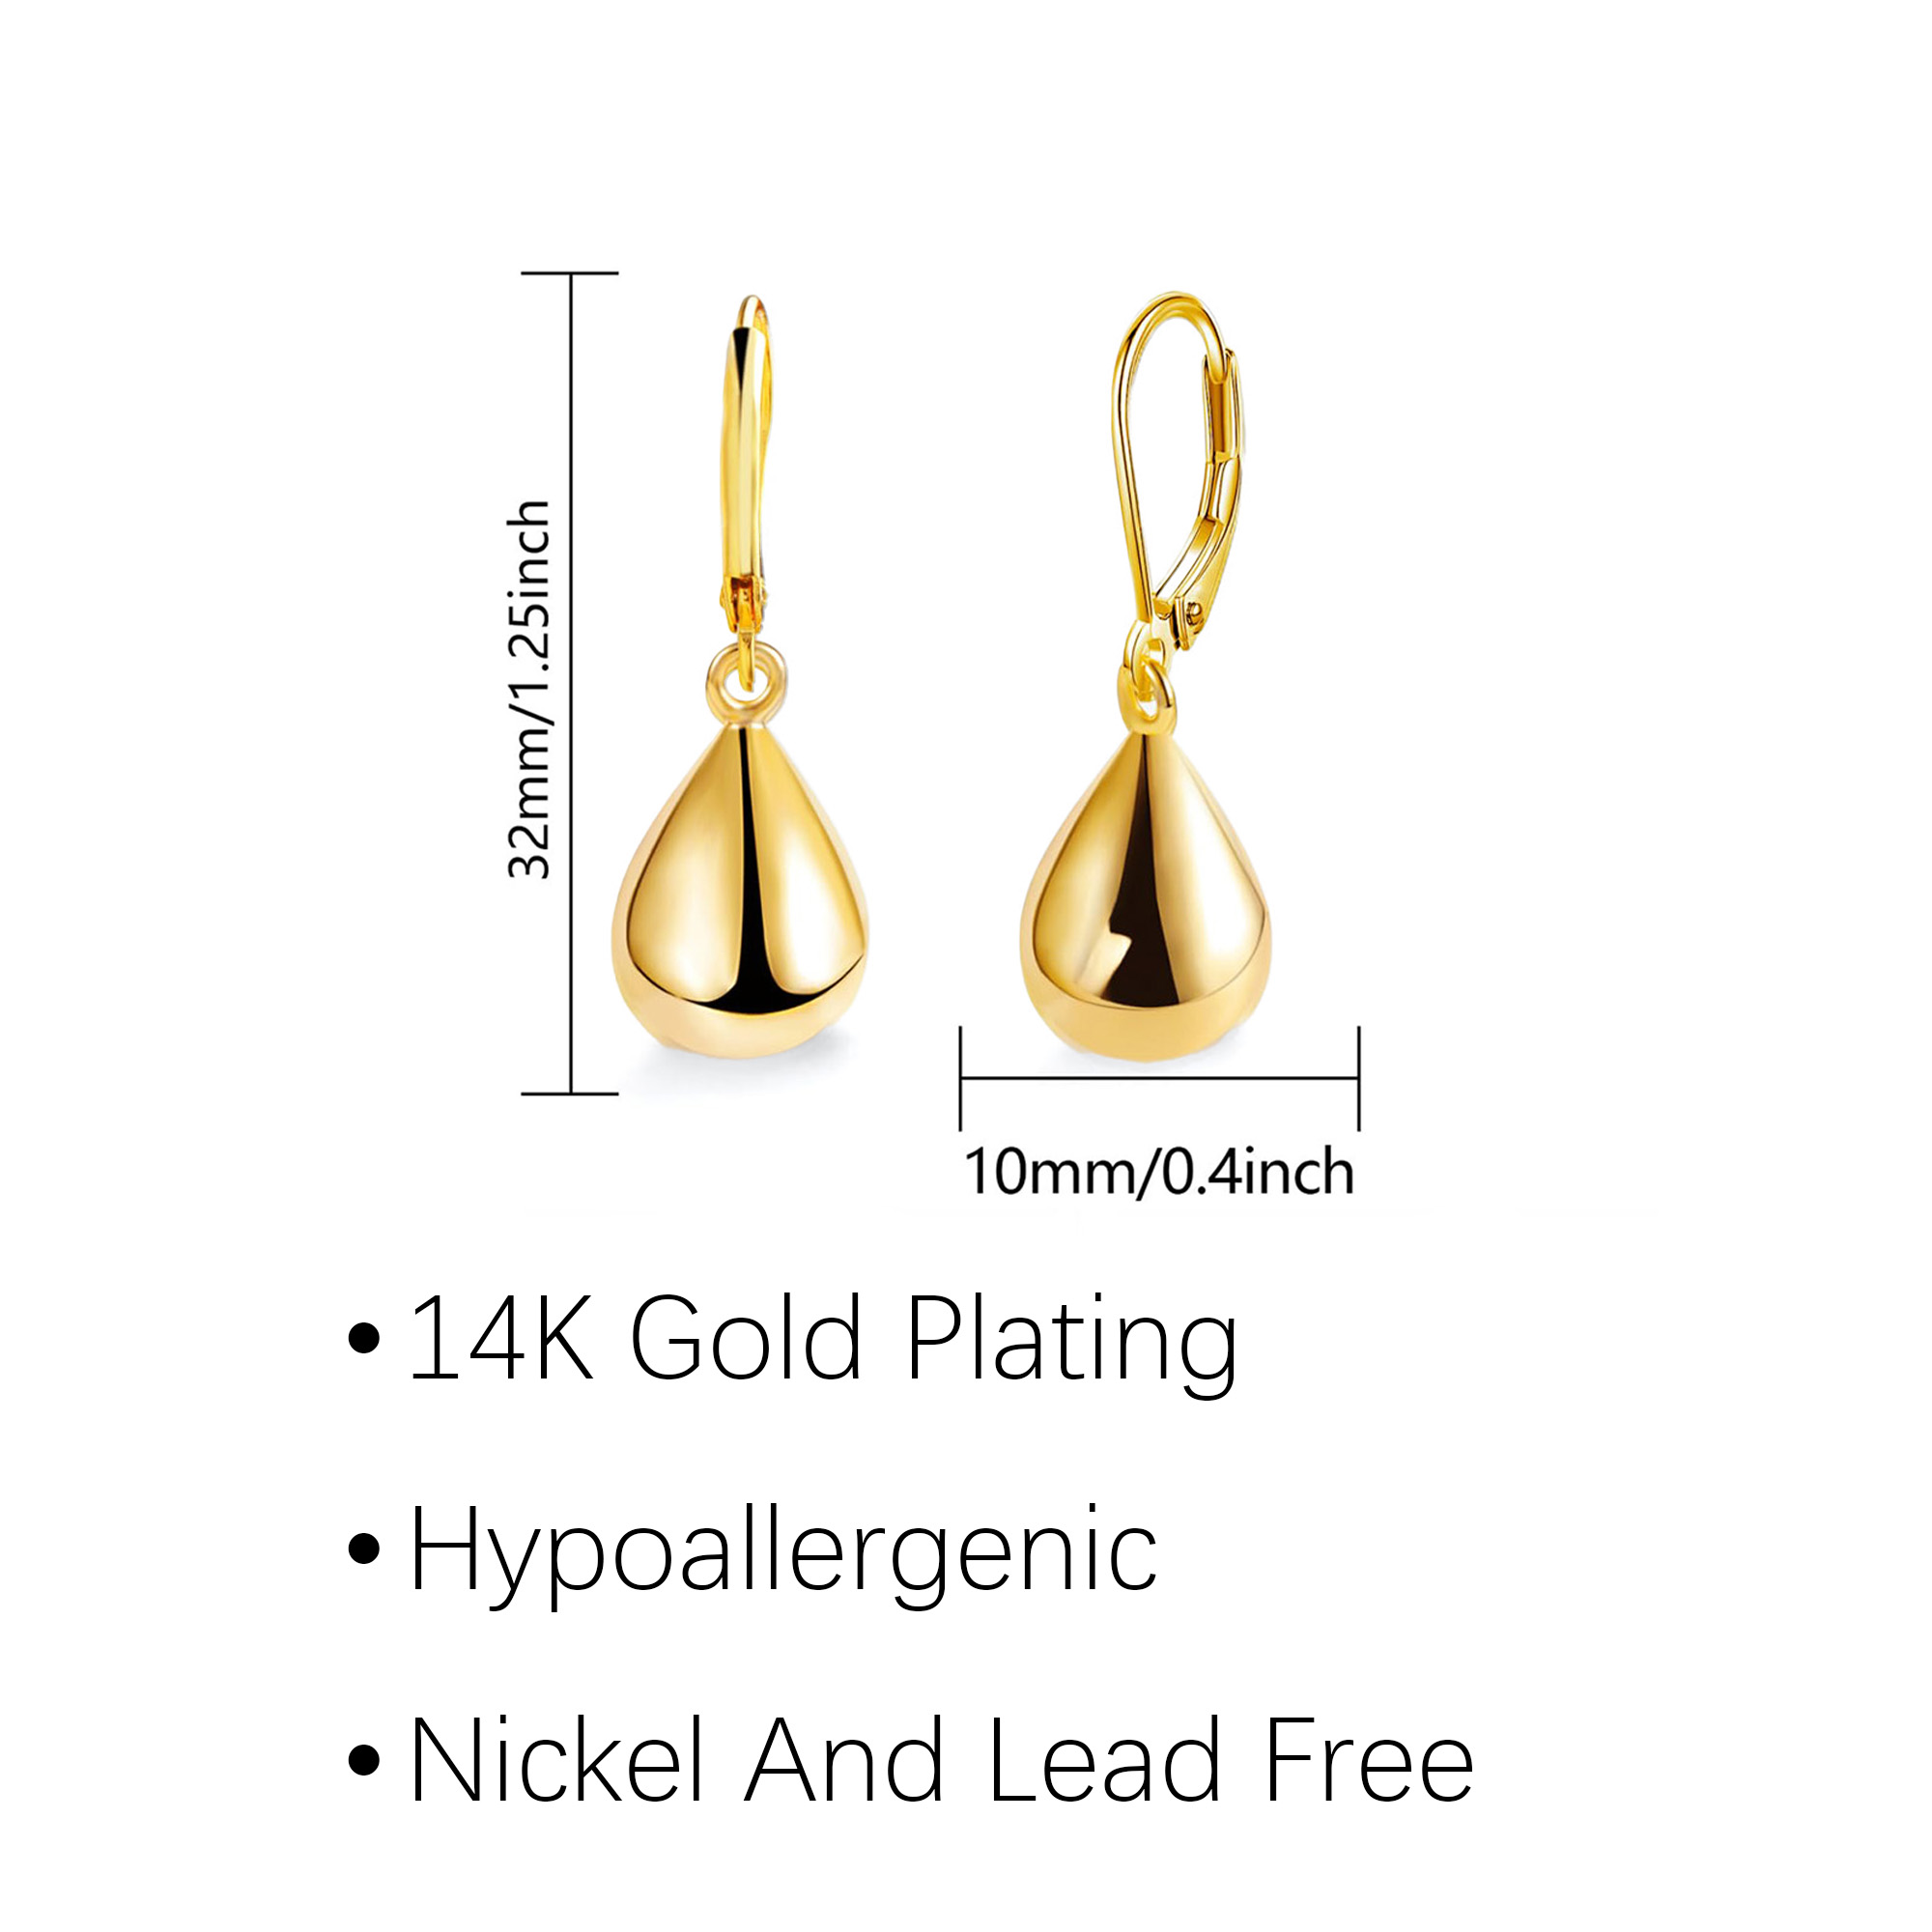 32mm/1.25inch
10mm/0.4inch
• 14K Gold Plating
• Hypoallergenic
• Nickel And Lead Free